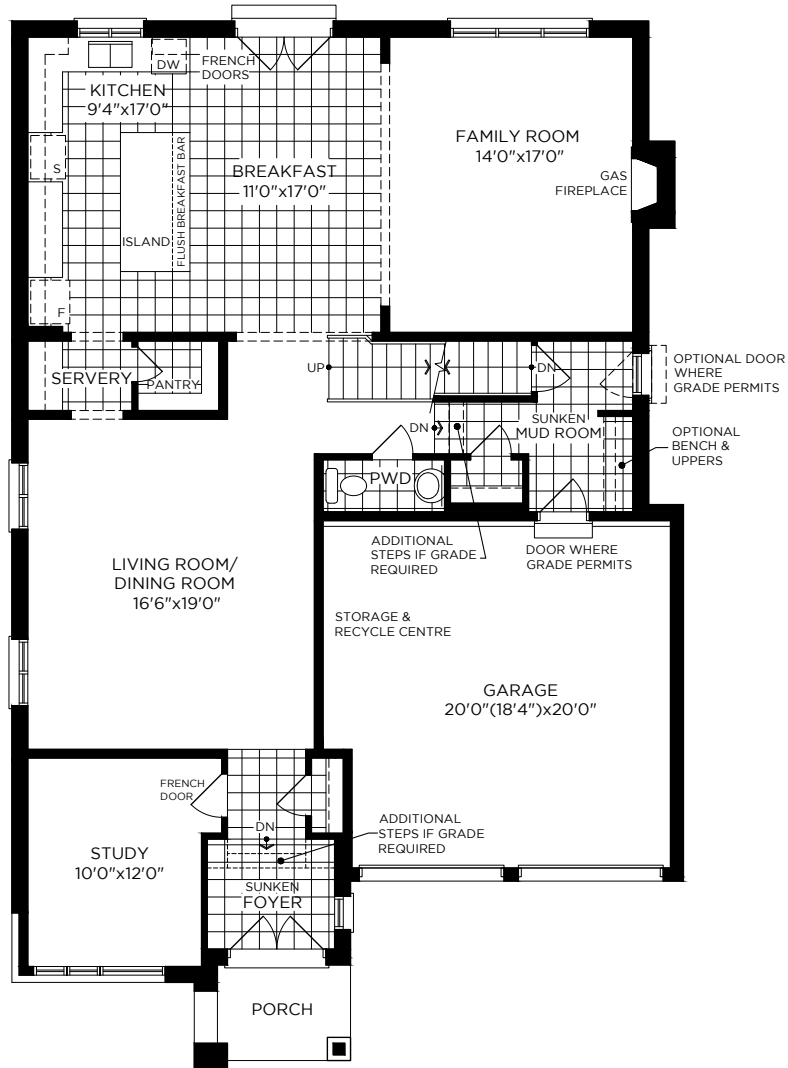 DW
FRENCH
DOORS
KITCHEN
9'4"x17'0"
FAMILY ROOM
14'0"x17'0"
S
BREAKFAST
11'0"x17'0"
GAS
FIREPLACE
ISLAND
FLUSH BREAKFAST BAR
F
SERVERY
PANTRY
UP
DN
OPTIONAL DOOR
WHERE
GRADE PERMITS
DN
SUNKEN
MUD ROOM
OPTIONAL
BENCH &
UPPERS
PWD
ADDITIONAL
STEPS IF GRADE
REQUIRED
DOOR WHERE
GRADE PERMITS
LIVING ROOM/
DINING ROOM
16'6"x19'0"
STORAGE &
RECYCLE CENTRE
GARAGE
20'0"(18'4")x20'0"
FRENCH
DOOR
DN
ADDITIONAL
STEPS IF GRADE
REQUIRED
STUDY
10'0"x12'0"
SUNKEN
FOYER
PORCH